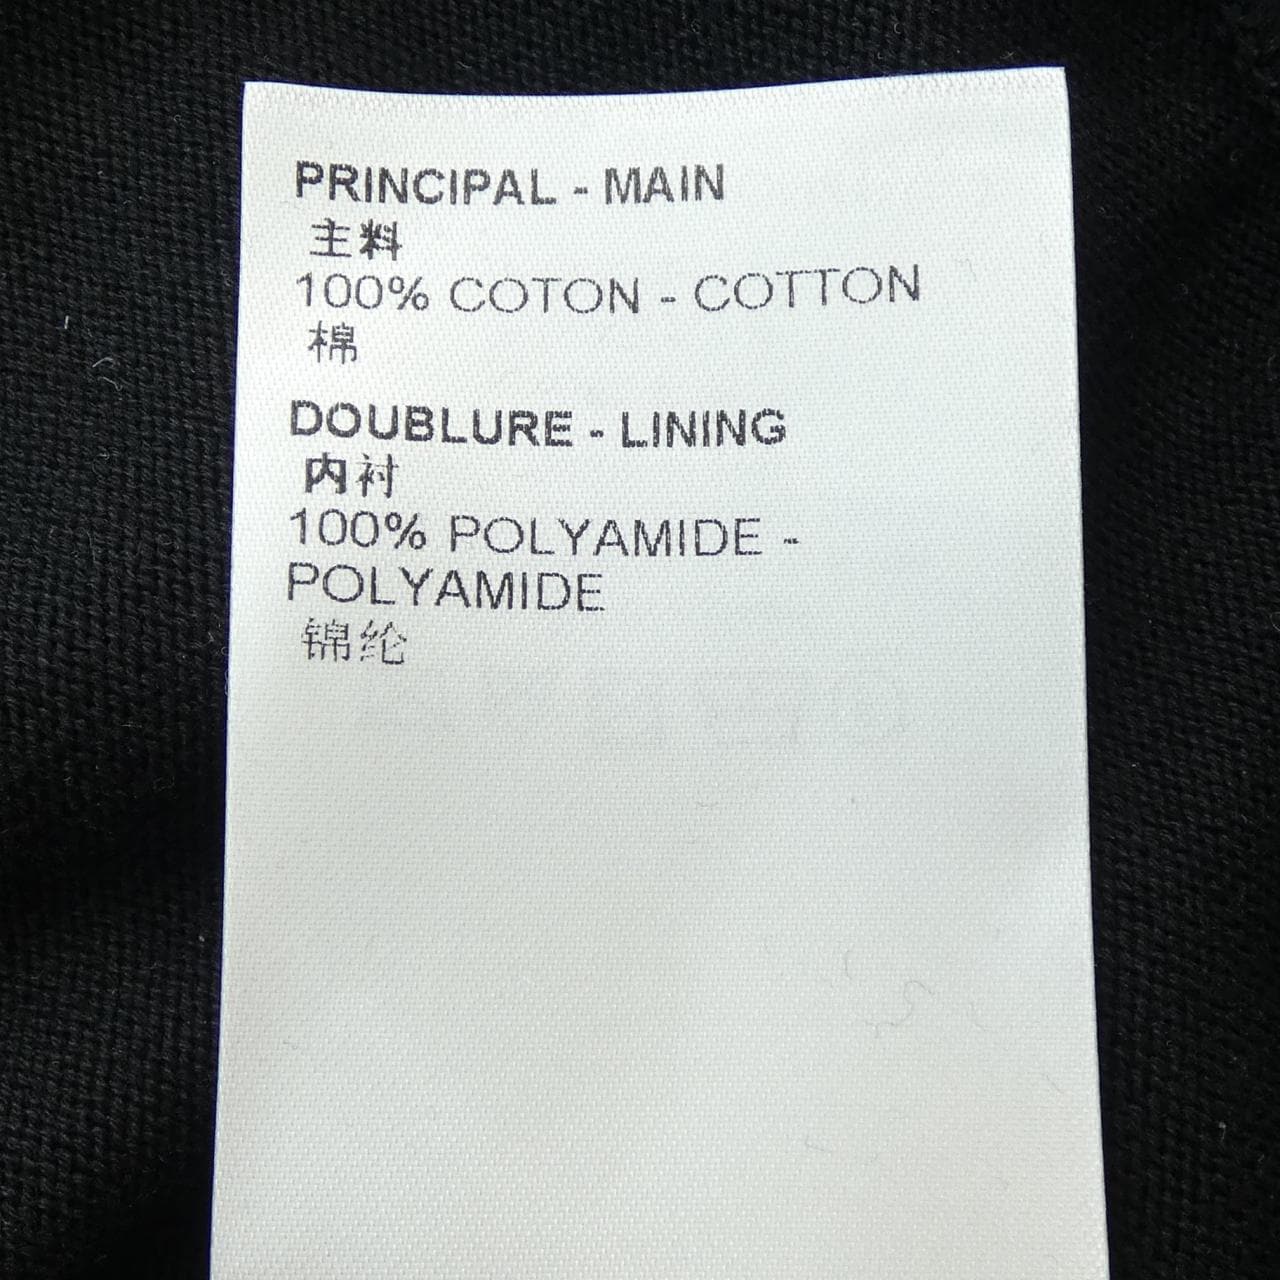 PRINCIPAL - MAIN
主料
100% COTON - COTTON
棉
DOUBLURE - LINING
内衬
100% POLYAMIDE -
POLYAMIDE
锦纶